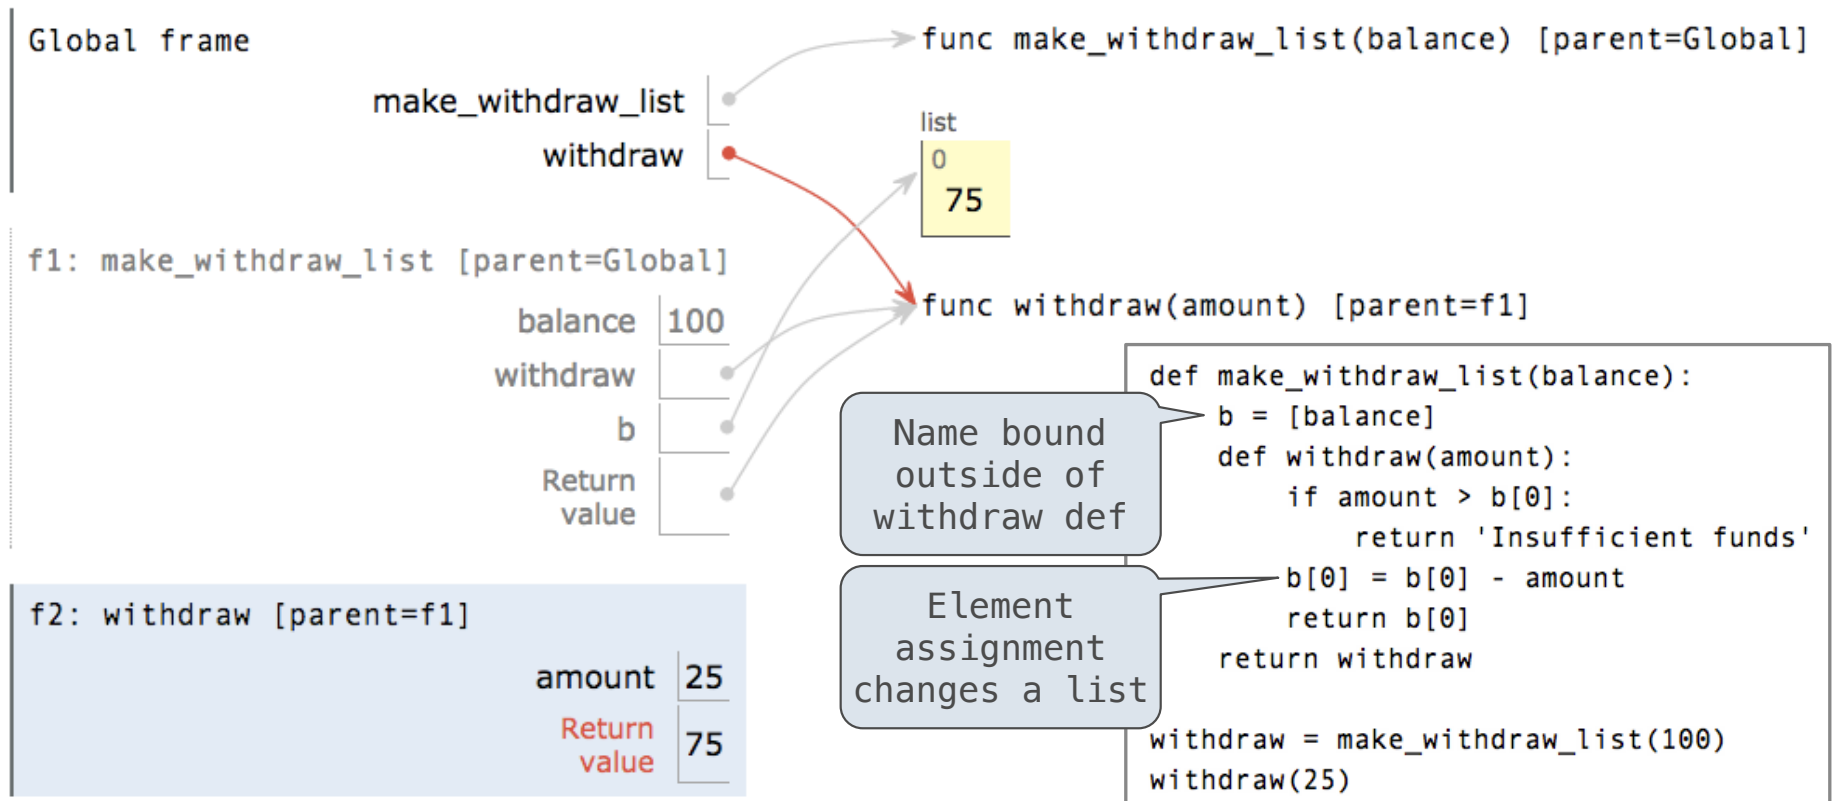 Global frame
make_withdraw_list
withdraw
func make_withdraw_list(balance) [parent=Global]
list
0
75
f1: make_withdraw_list [parent=Global]
balance 100
withdraw
b
Return
value
func withdraw(amount) [parent=f1]
f2: withdraw [parent=f1]
amount 25
Return
value 75
Name bound
outside of
withdraw def
Element
assignment
changes a list
def make_withdraw_list(balance):
    b = [balance]
    def withdraw(amount):
        if amount > b[0]:
            return 'Insufficient funds'
        b[0] = b[0] - amount
        return b[0]
    return withdraw
withdraw = make_withdraw_list(100)
withdraw(25)